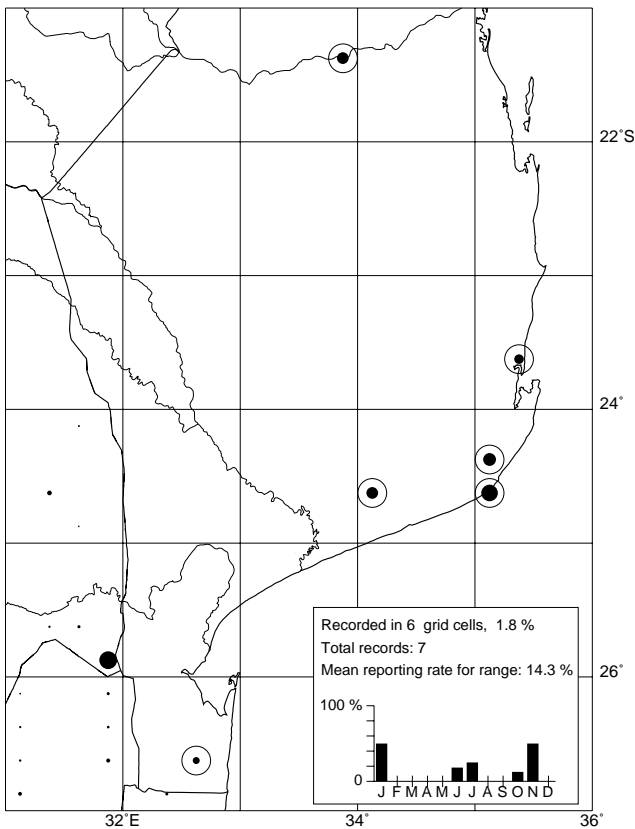 22°S
24°
Recorded in 6 grid cells, 1.8 %
Total records: 7
Mean reporting rate for range: 14.3 %
26°
100 %
0
J F M A M J J A S O N D
32°E
34°
36°